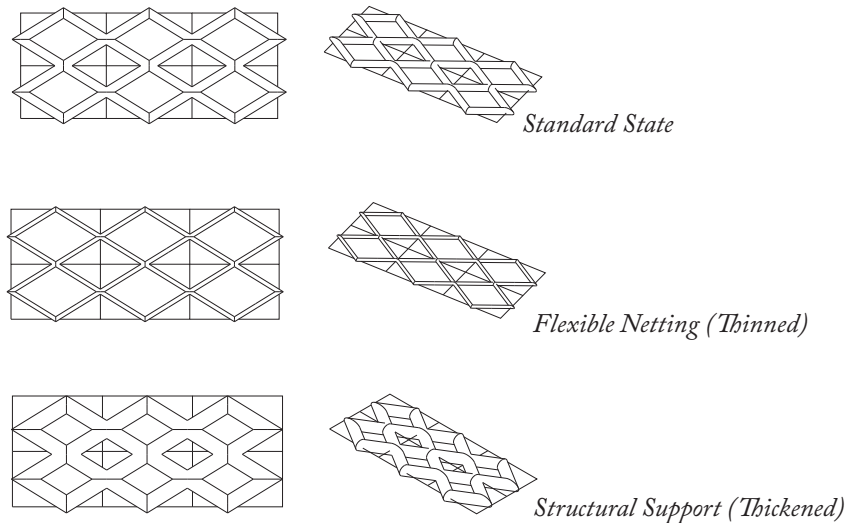 Standard State
Flexible Netting (Thinned)
Structural Support (Thickened)